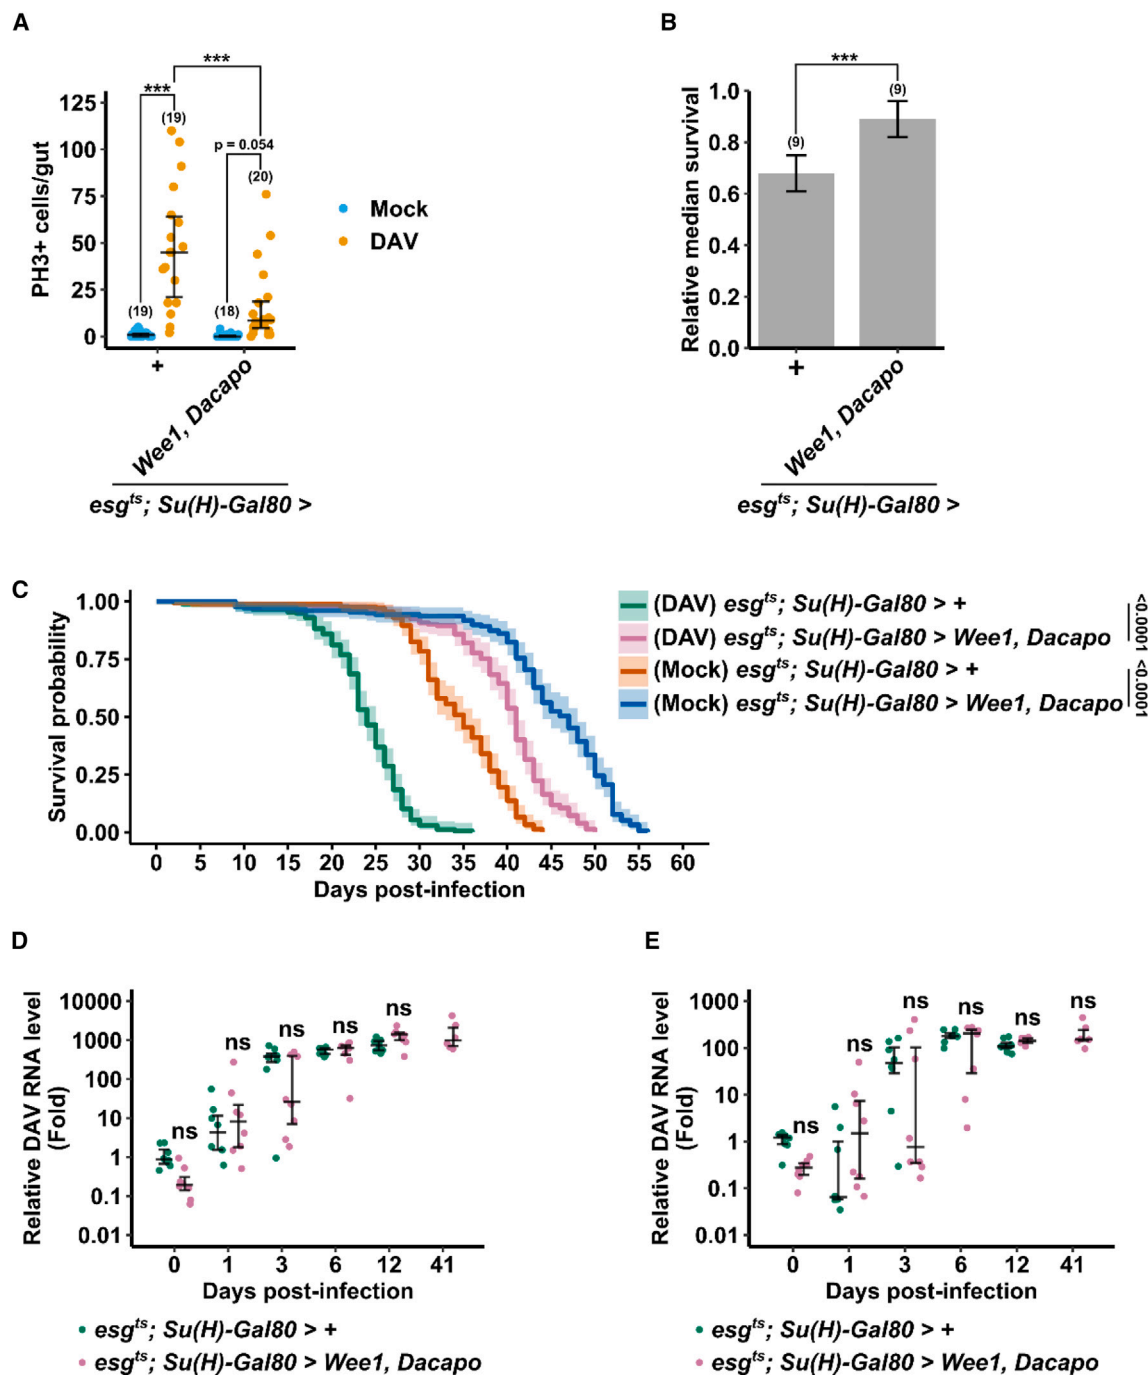 A
PH3+ cells/gut
125
100
75
50
25
0
***
***
(19)
p = 0.054
(20)
(19)
(18)
Mock
DAV
+
Wee1, Dacapo
esg^ts; Su(H)-Gal80 >
B
Relative median survival
1.0
0.8
0.6
0.4
0.2
0.0
***
(9)
(9)
+
Wee1, Dacapo
esg^ts; Su(H)-Gal80 >
C
Survival probability
1.00
0.75
0.50
0.25
0.00
0 5 10 15 20 25 30 35 40 45 50 55 60
Days post-infection
(DAV) esg^ts; Su(H)-Gal80 > +
(DAV) esg^ts; Su(H)-Gal80 > Wee1, Dacapo
(Mock) esg^ts; Su(H)-Gal80 > +
(Mock) esg^ts; Su(H)-Gal80 > Wee1, Dacapo
<0.0001
<0.0001
D
Relative DAV RNA level
(Fold)
10000
1000
100
10
1
0.1
0.01
ns
ns
ns
ns
ns
0 1 3 6 12 41
Days post-infection
esg^ts; Su(H)-Gal80 > +
esg^ts; Su(H)-Gal80 > Wee1, Dacapo
E
Relative DAV RNA level
(Fold)
1000
100
10
1
0.1
0.01
ns
ns
ns
ns
ns
0 1 3 6 12 41
Days post-infection
esg^ts; Su(H)-Gal80 > +
esg^ts; Su(H)-Gal80 > Wee1, Dacapo